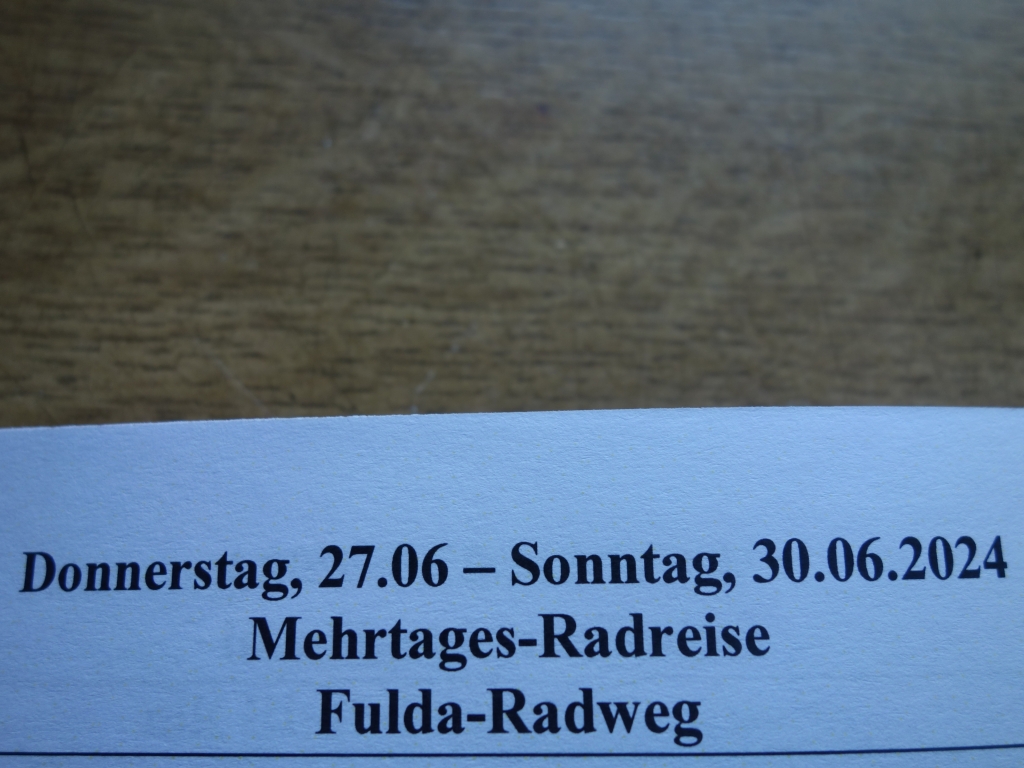 Donnerstag, 27.06 – Sonntag, 30.06.2024
Mehrtages-Radreise
Fulda-Radweg